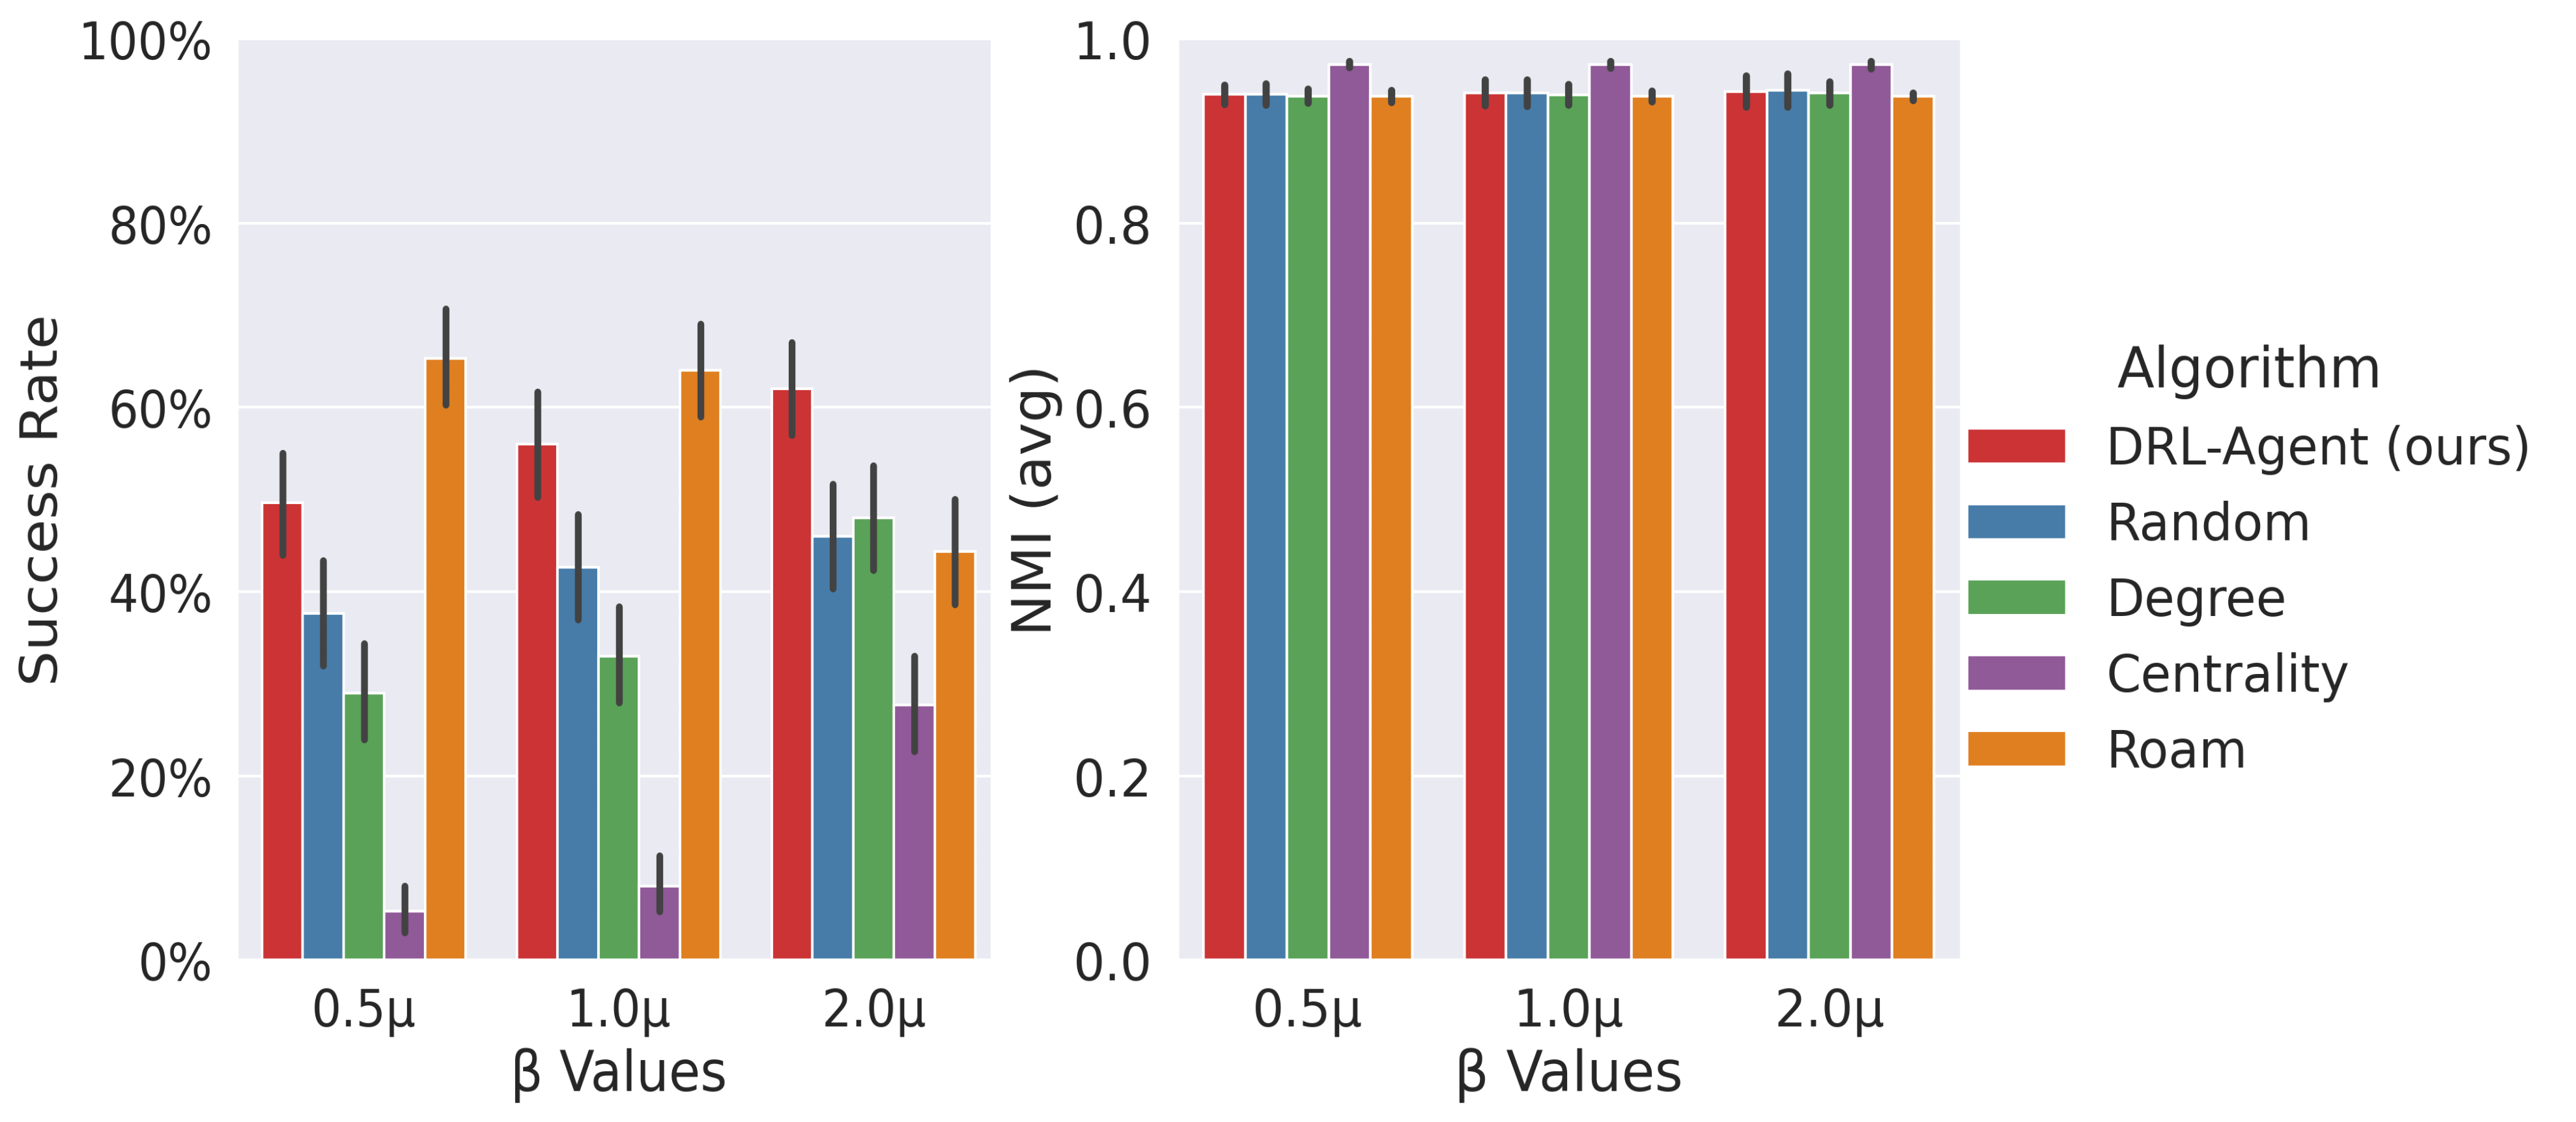 100%
80%
60%
40%
20%
0%
Success Rate
0.5μ 1.0μ 2.0μ
β Values
1.0
0.8
0.6
0.4
0.2
0.0
NMI (avg)
0.5μ 1.0μ 2.0μ
β Values
Algorithm
DRL-Agent (ours)
Random
Degree
Centrality
Roam